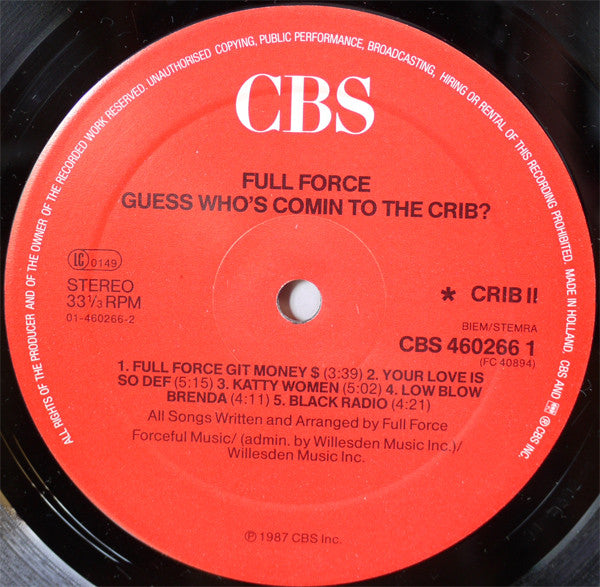 ALL RIGHTS OF THE PRODUCER AND OF THE OWNER OF THE RECORDED WORK RESERVED. UNAUTHORISED COPYING, PUBLIC PERFORMANCE, BROADCASTING, HIRING OR RENTAL OF THIS RECORDING PROHIBITED. MADE IN HOLLAND. CBS AND ℗ CBS INC.
CBS
FULL FORCE
GUESS WHO'S COMIN TO THE CRIB?
LC 0149
STEREO
33⅓ RPM
01-460266-2
* CRIB II
BIEM/STEMRA
CBS 460266 1
(FC 40894)
1. FULL FORCE GIT MONEY $ (3:39) 2. YOUR LOVE IS
SO DEF (5:15) 3. KATTY WOMEN (5:02) 4. LOW BLOW
BRENDA (4:11) 5. BLACK RADIO (4:21)
All Songs Written and Arranged by Full Force
Forceful Music/ (admin. by Willesden Music Inc.)/
Willesden Music Inc.
℗ 1987 CBS Inc.